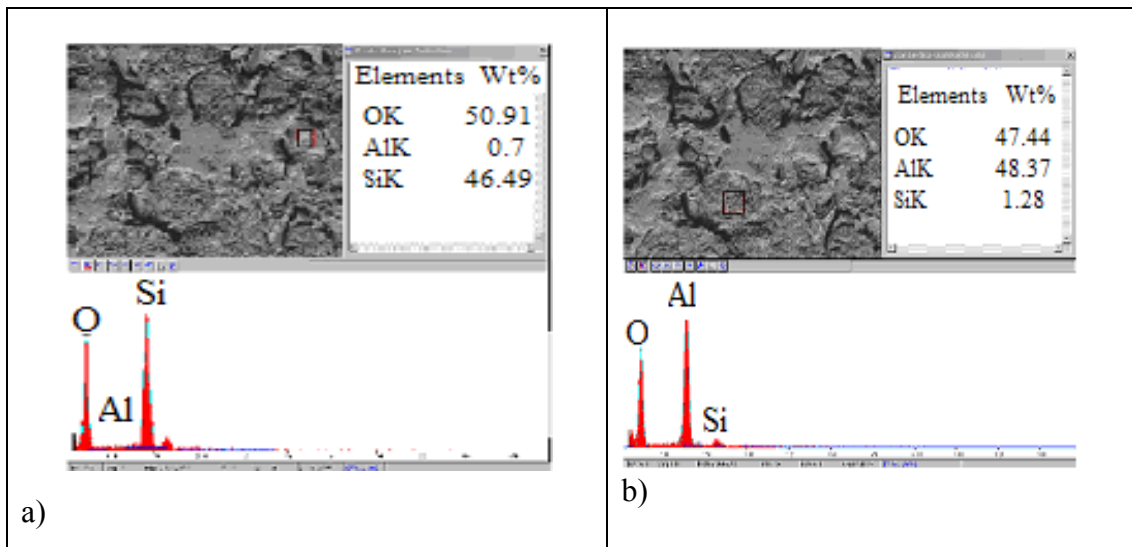 Elements Wt%
OK 50.91
AlK 0.7
SiK 46.49
Si
O
Al
a)
Elements Wt%
OK 47.44
AlK 48.37
SiK 1.28
Al
O
Si
b)